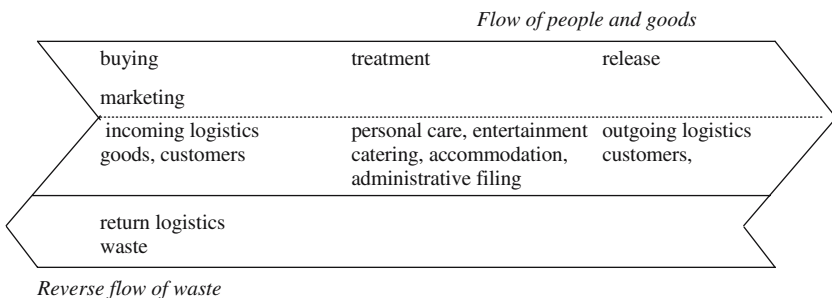 Flow of people and goods
buying treatment release
marketing
incoming logistics personal care, entertainment outgoing logistics
goods, customers catering, accommodation, customers,
administrative filing
return logistics
waste
Reverse flow of waste